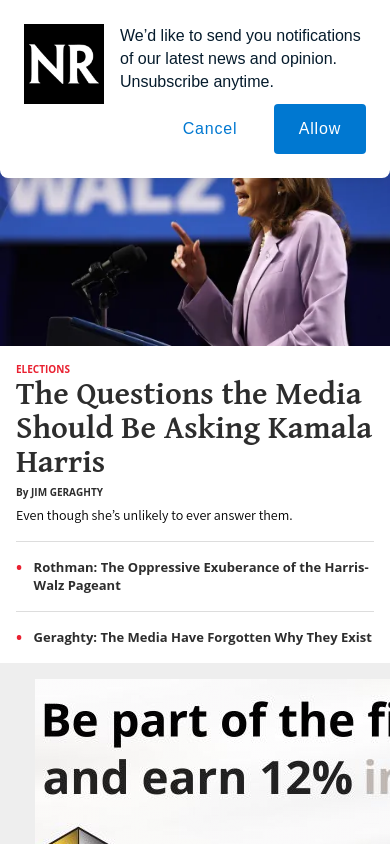 NR
We’d like to send you notifications
of our latest news and opinion.
Unsubscribe anytime.
Cancel
Allow
WALZ
ELECTIONS
The Questions the Media
Should Be Asking Kamala
Harris
By JIM GERAGHTY
Even though she’s unlikely to ever answer them.
Rothman: The Oppressive Exuberance of the Harris-
Walz Pageant
Geraghty: The Media Have Forgotten Why They Exist
Be part of the fi
and earn 12% in